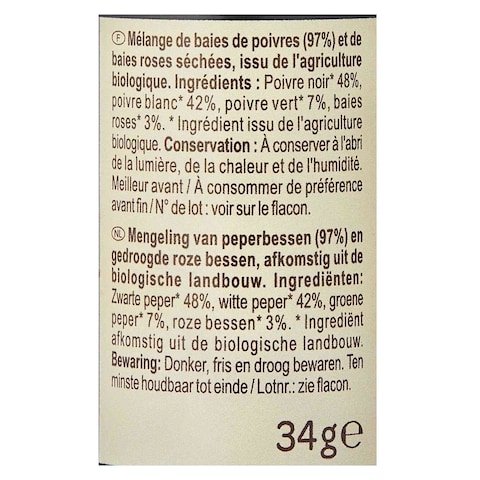 Ⓕ Mélange de baies de poivres (97%) et de
baies roses séchées, issu de l'agriculture
biologique. Ingrédients : Poivre noir* 48%,
poivre blanc* 42%, poivre vert* 7%, baies
roses* 3%. * Ingrédient issu de l'agriculture
biologique. Conservation : À conserver à l'abri
de la lumière, de la chaleur et de l'humidité.
Meilleur avant / À consommer de préférence
avant fin / N° de lot : voir sur le flacon.
NL Mengeling van peperbessen (97%) en
gedroogde roze bessen, afkomstig uit de
biologische landbouw. Ingrediënten:
Zwarte peper* 48%, witte peper* 42%, groene
peper* 7%, roze bessen* 3%. * Ingrediënt
afkomstig uit de biologische landbouw.
Bewaring: Donker, fris en droog bewaren. Ten
minste houdbaar tot einde / Lotnr.: zie flacon.
34g℮